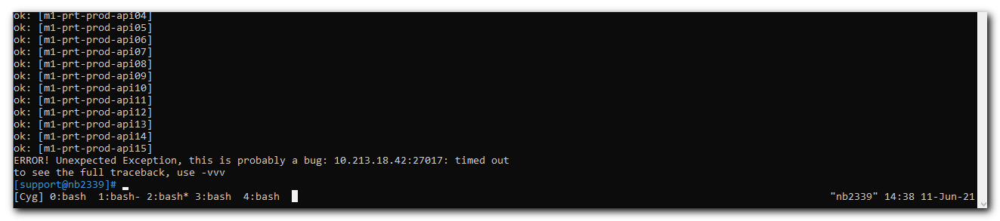 ok: [m1-prt-prod-api04]
ok: [m1-prt-prod-api05]
ok: [m1-prt-prod-api06]
ok: [m1-prt-prod-api07]
ok: [m1-prt-prod-api08]
ok: [m1-prt-prod-api09]
ok: [m1-prt-prod-api10]
ok: [m1-prt-prod-api11]
ok: [m1-prt-prod-api12]
ok: [m1-prt-prod-api13]
ok: [m1-prt-prod-api14]
ok: [m1-prt-prod-api15]
ERROR! Unexpected Exception, this is probably a bug: 10.213.18.42:27017: timed out
to see the full traceback, use -vvv
[support@nb2339]#
[Cyg] 0:bash  1:bash- 2:bash* 3:bash  4:bash "nb2339" 14:38 11-Jun-21